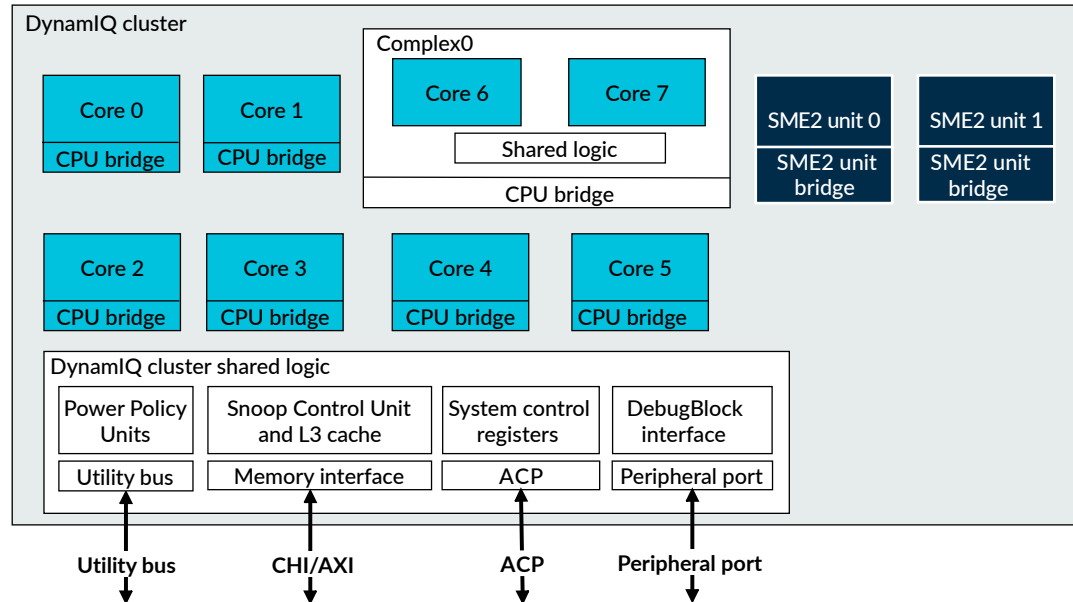 DynamIQ cluster
Complex0
Core 0
CPU bridge
Core 1
CPU bridge
Core 6
Core 7
Shared logic
CPU bridge
SME2 unit 0
SME2 unit
bridge
SME2 unit 1
SME2 unit
bridge
Core 2
CPU bridge
Core 3
CPU bridge
Core 4
CPU bridge
Core 5
CPU bridge
DynamIQ cluster shared logic
Power Policy
Units
Snoop Control Unit
and L3 cache
System control
registers
DebugBlock
interface
Utility bus
Memory interface
ACP
Peripheral port
Utility bus
CHI/AXI
ACP
Peripheral port